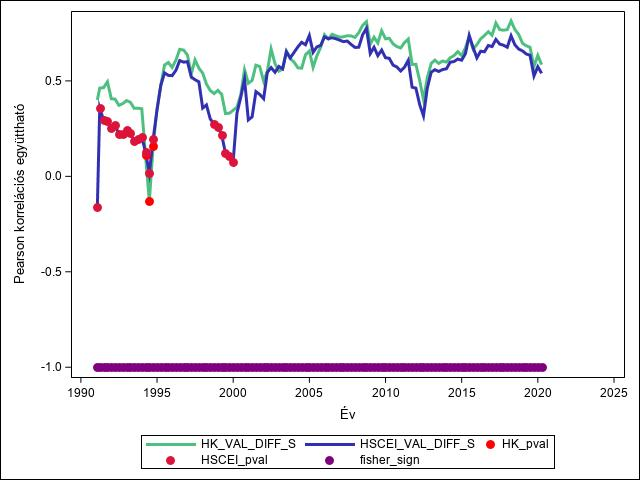 0.5
0.0
-0.5
-1.0
Pearson korrelációs együttható
1990 1995 2000 2005 2010 2015 2020 2025
Év
HK_VAL_DIFF_S HSCEI_VAL_DIFF_S HK_pval
HSCEI_pval fisher_sign